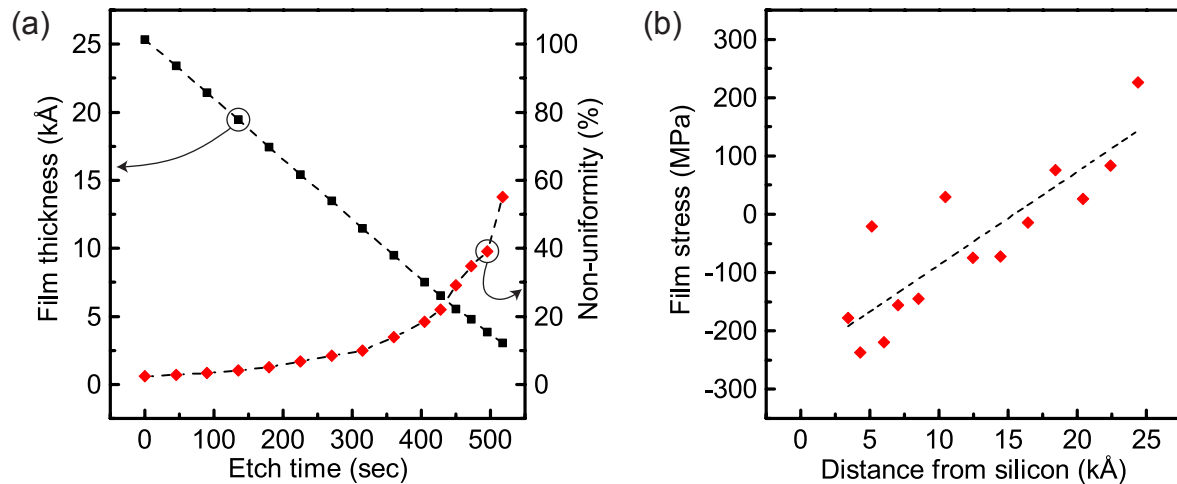 (a)
25
20
15
10
5
0
Film thickness (kÅ)
100
80
60
40
20
0
Non-uniformity (%)
0 100 200 300 400 500
Etch time (sec)
(b)
300
200
100
0
-100
-200
-300
Film stress (MPa)
0 5 10 15 20 25
Distance from silicon (kÅ)